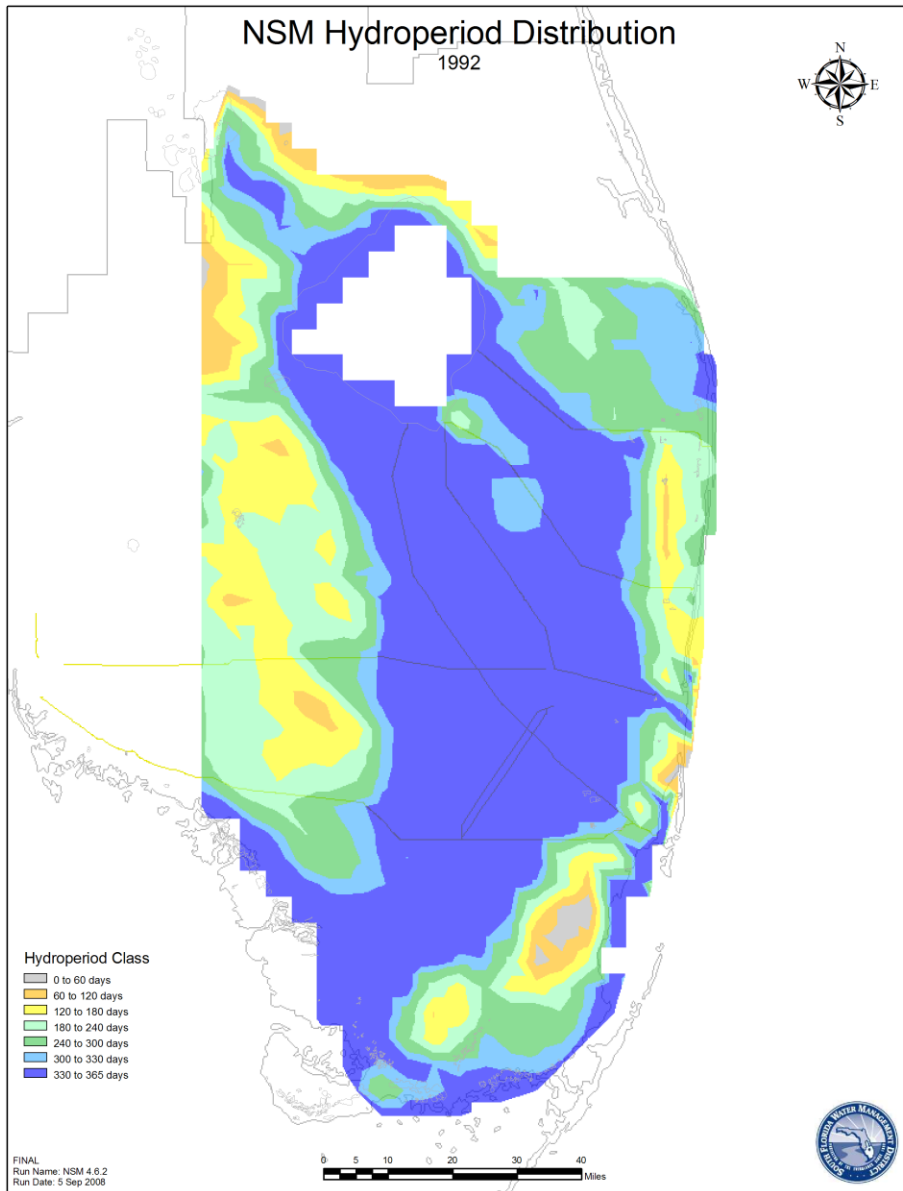 NSM Hydroperiod Distribution
1992
N
W E
S
Hydroperiod Class
0 to 60 days
60 to 120 days
120 to 180 days
180 to 240 days
240 to 300 days
300 to 330 days
330 to 365 days
FINAL
Run Name: NSM 4.6.2
Run Date: 5 Sep 2008
0 5 10 20 30 40
Miles
SOUTH FLORIDA WATER MANAGEMENT DISTRICT